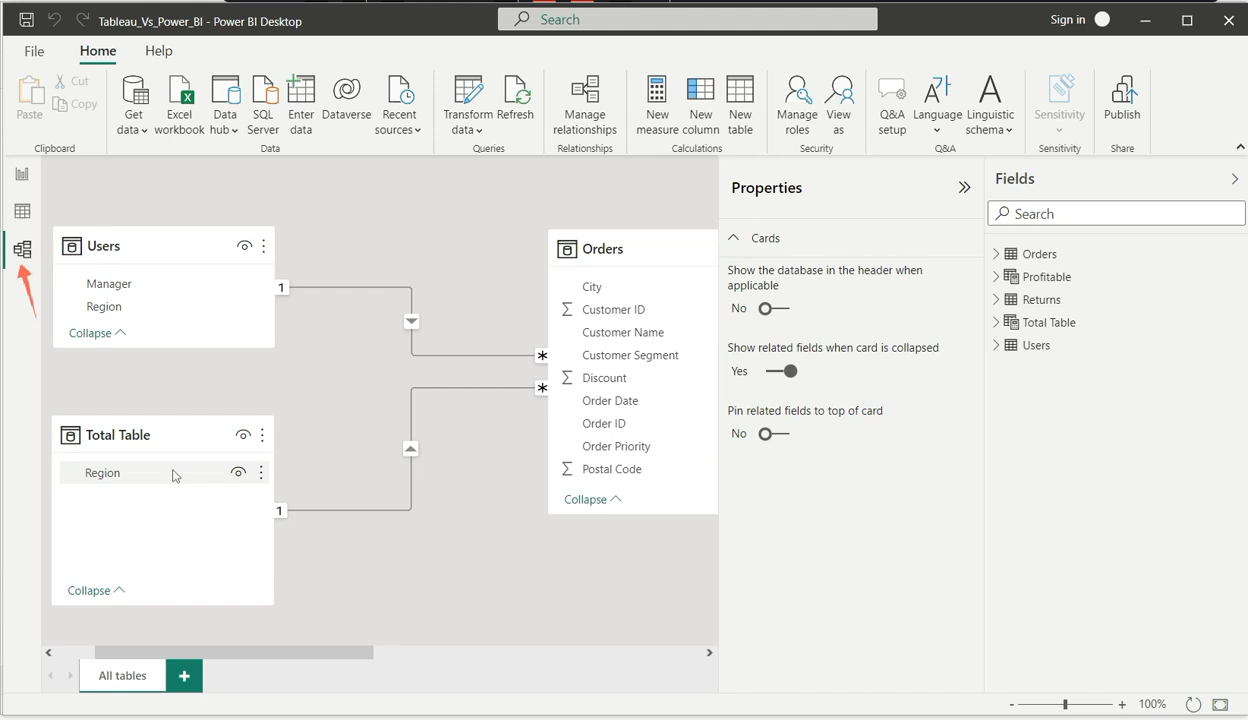 Tableau_Vs_Power_BI - Power BI Desktop
Search
Sign in
File
Home
Help
Paste
Cut
Copy
Get data
Excel workbook
Data hub
SQL Server
Enter data
Dataverse
Recent sources
Transform data
Refresh
Manage relationships
New measure
New column
New table
Manage roles
View as
Q&A setup
Language
Linguistic schema
Sensitivity
Publish
Clipboard
Data
Queries
Relationships
Calculations
Security
Q&A
Sensitivity
Share
Users
Manager
Region
Collapse
1
Total Table
Region
1
Collapse
Orders
City
Customer ID
Customer Name
Customer Segment
Discount
Order Date
Order ID
Order Priority
Postal Code
Collapse
Properties
Cards
Show the database in the header when
applicable
No
Show related fields when card is collapsed
Yes
Pin related fields to top of card
No
Fields
Search
Orders
Profitable
Returns
Total Table
Users
All tables
100%